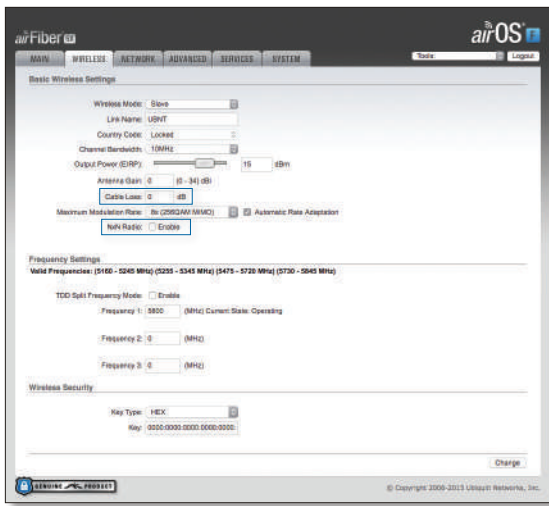 airFiber 5X airOS F
MAIN WIRELESS NETWORK ADVANCED SERVICES SYSTEM Tools: Logout
Basic Wireless Settings
Wireless Mode: Slave
Link Name: UBNT
Country Code: Locked
Channel Bandwidth: 10MHz
Output Power (EIRP): 15 dBm
Antenna Gain: 0 (0 - 34) dBi
Cable Loss: 0 dB
Maximum Modulation Rate: 8x (256QAM MIMO) Automatic Rate Adaptation
NxN Radio: Enable
Frequency Settings
Valid Frequencies: (5160 - 5245 MHz) (5255 - 5345 MHz) (5475 - 5720 MHz) (5730 - 5845 MHz)
TDD Split Frequency Mode: Enable
Frequency 1: 5800 (MHz) Current State: Operating
Frequency 2: 0 (MHz)
Frequency 3: 0 (MHz)
Wireless Security
Key Type: HEX
Key: 0000:0000:0000:0000:0000:
Change
GENUINE PRODUCT © Copyright 2006-2013 Ubiquiti Networks, Inc.